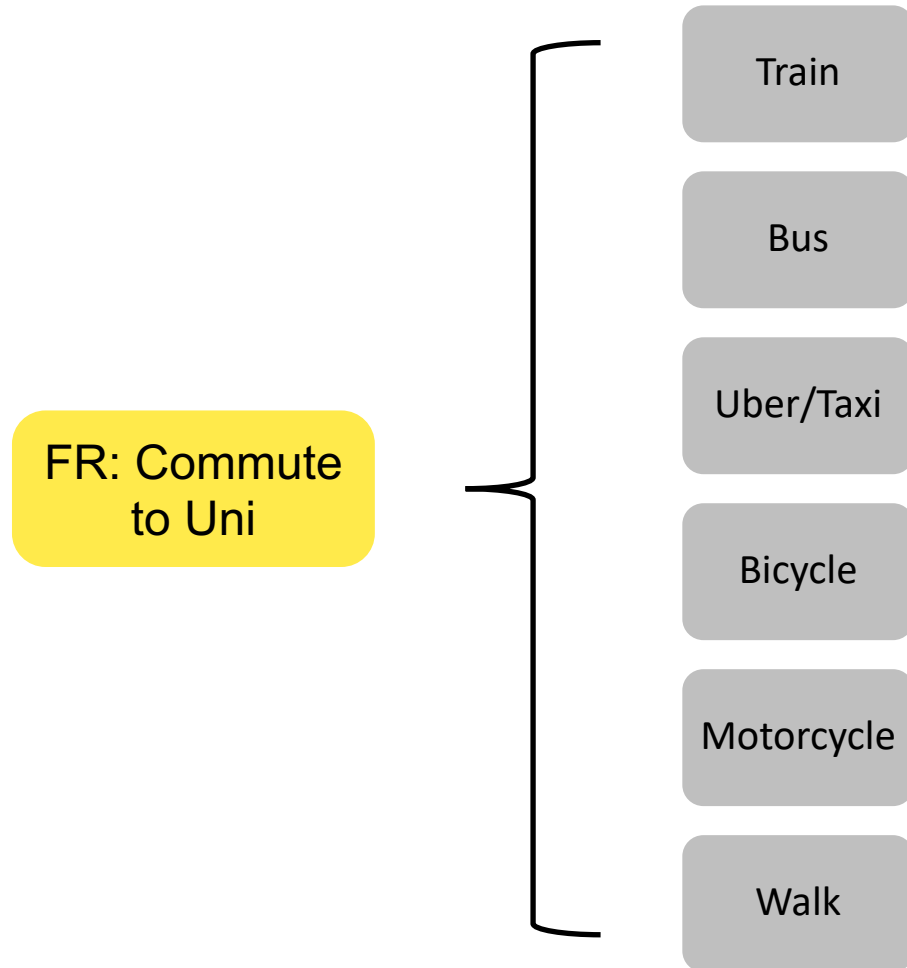 Train
Bus
Uber/Taxi
FR: Commute
to Uni
Bicycle
Motorcycle
Walk